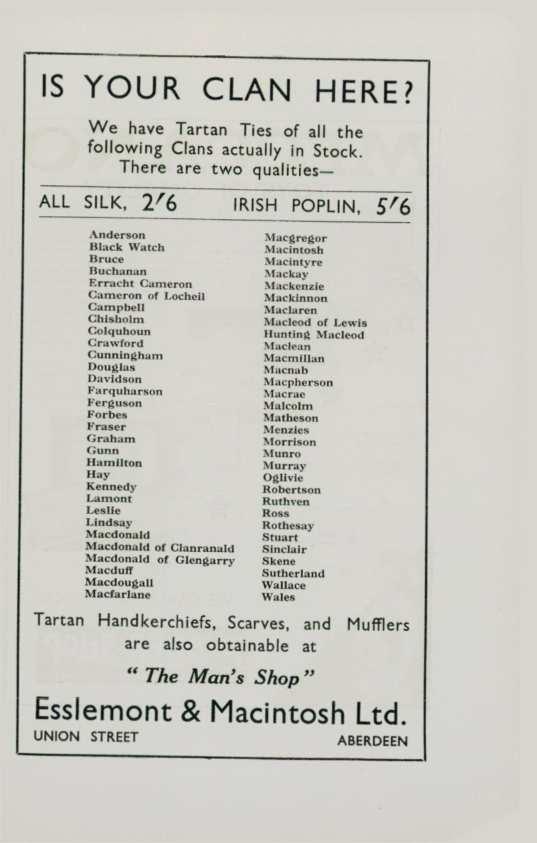 IS YOUR CLAN HERE?
We have Tartan Ties of all the
following Clans actually in Stock.
There are two qualities—
ALL SILK, 2/6 IRISH POPLIN, 5/6
Anderson
Black Watch
Bruce
Buchanan
Erracht Cameron
Cameron of Locheil
Campbell
Chisholm
Colquhoun
Crawford
Cunningham
Douglas
Davidson
Farquharson
Ferguson
Forbes
Fraser
Graham
Gunn
Hamilton
Hay
Kennedy
Lamont
Leslie
Lindsay
Macdonald
Macdonald of Clanranald
Macdonald of Glengarry
Macduff
Macdougall
Macfarlane
Macgregor
Macintosh
Macintyre
Mackay
Mackenzie
Mackinnon
Maclaren
Macleod of Lewis
Hunting Macleod
Maclean
Macmillan
Macnab
Macpherson
Macrae
Malcolm
Matheson
Menzies
Morrison
Munro
Murray
Oglivie
Robertson
Ruthven
Ross
Rothesay
Stuart
Sinclair
Skene
Sutherland
Wallace
Wales
Tartan Handkerchiefs, Scarves, and Mufflers
are also obtainable at
“ The Man's Shop ”
Esslemont & Macintosh Ltd.
UNION STREET ABERDEEN